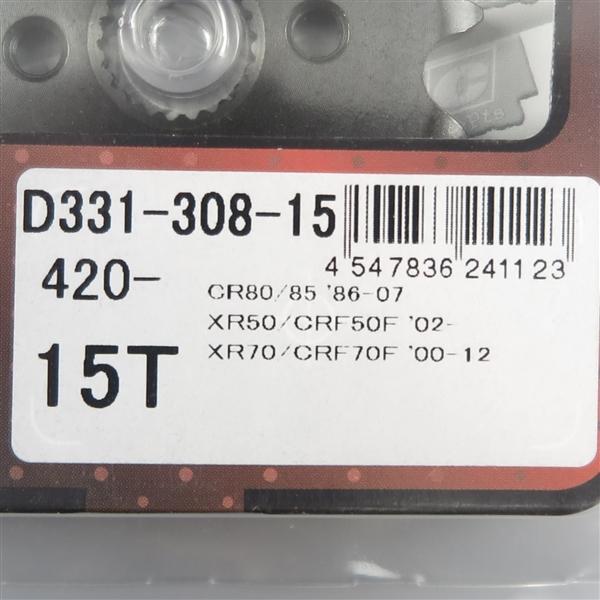 D331-308-15
4 547836 241123
420-
15T
CR80/85 '86-07
XR50/CRF50F '02-
XR70/CRF70F '00-12